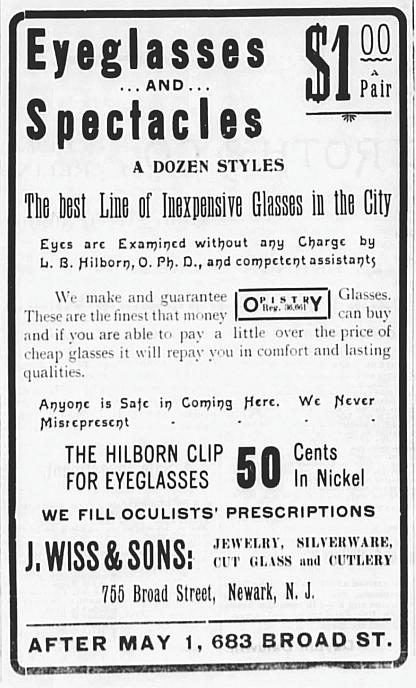 Eyeglasses
...AND...
Spectacles
$1 00
A
Pair
A DOZEN STYLES
The best Line of Inexpensive Glasses in the City
Eyes are Examined without any Charge by
L. B. Hilborn, O. Ph. D., and competent assistants
We make and guarantee OPISTRY Reg. 36,661 Glasses.
These are the finest that money can buy
and if you are able to pay a little over the price of
cheap glasses it will repay you in comfort and lasting
qualities.
Anyone is Safe in Coming Here. We Never
Misrepresent - - - -
THE HILBORN CLIP
FOR EYEGLASSES
50 Cents
In Nickel
WE FILL OCULISTS' PRESCRIPTIONS
J. WISS & SONS:
JEWELRY, SILVERWARE,
CUT GLASS and CUTLERY
755 Broad Street, Newark, N. J.
AFTER MAY 1, 683 BROAD ST.